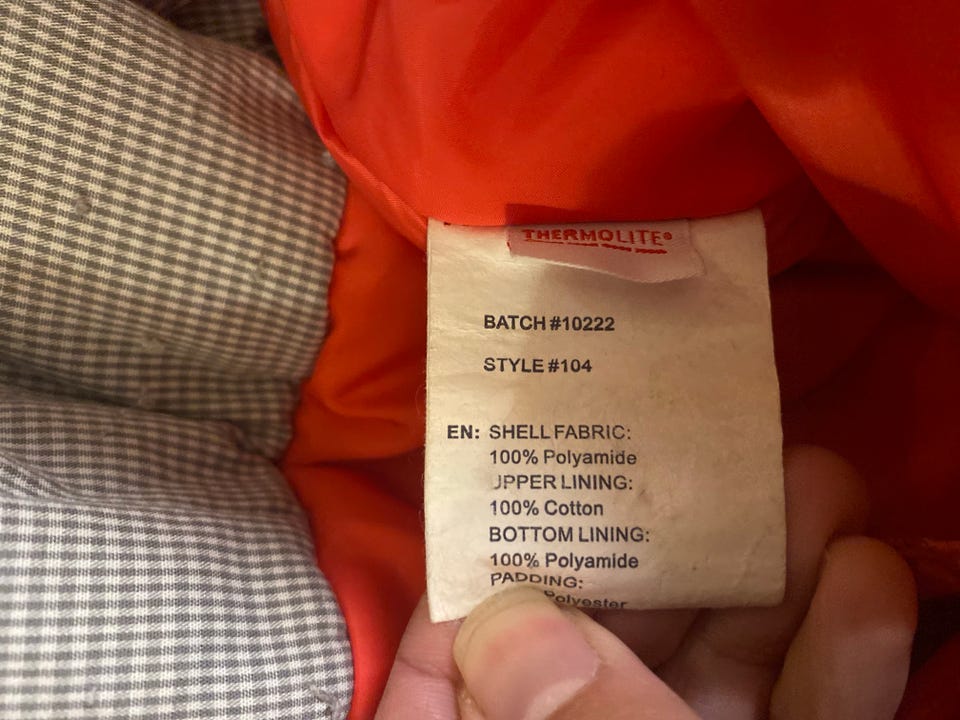 THERMOLITE®
BATCH #10222
STYLE #104
EN: SHELL FABRIC:
100% Polyamide
UPPER LINING:
100% Cotton
BOTTOM LINING:
100% Polyamide
PADDING:
Polyester